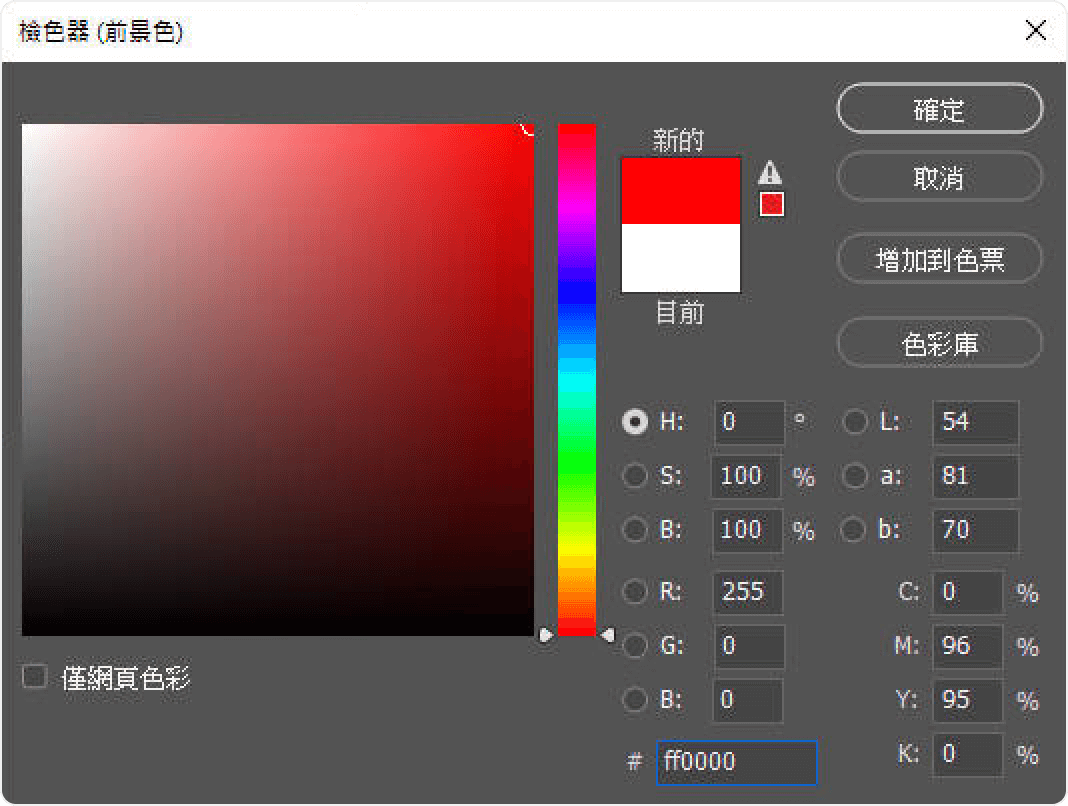 檢色器 (前景色)
確定
新的
取消
增加到色票
目前
色彩庫
H: 0 °
L: 54
S: 100 %
a: 81
B: 100 %
b: 70
R: 255
C: 0 %
G: 0
M: 96 %
僅網頁色彩
B: 0
Y: 95 %
# ff0000
K: 0 %